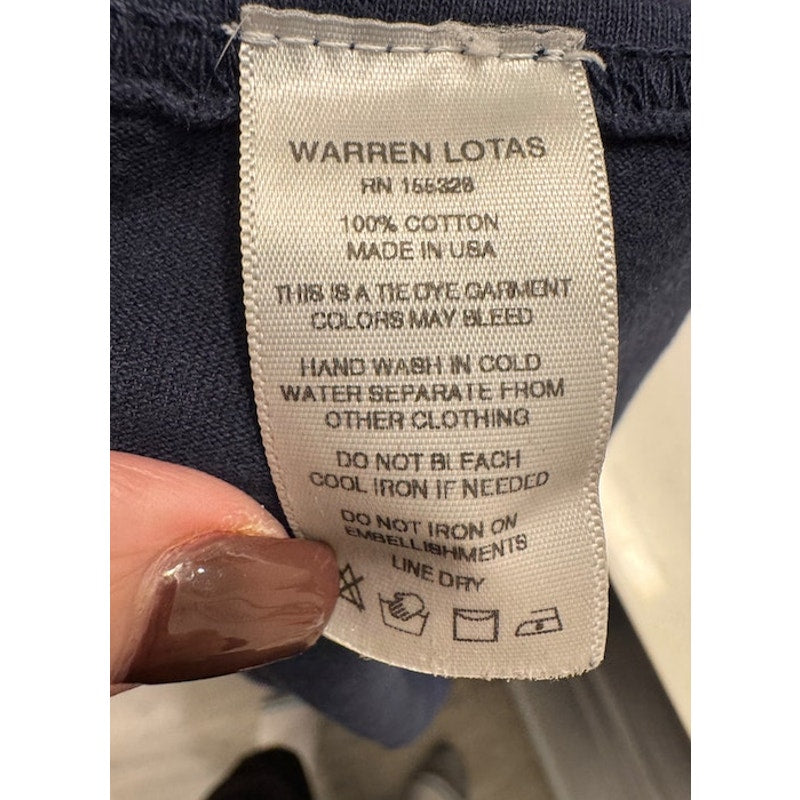 WARREN LOTAS
RN 155328
100% COTTON
MADE IN USA
THIS IS A TIE DYE GARMENT
COLORS MAY BLEED
HAND WASH IN COLD
WATER SEPARATE FROM
OTHER CLOTHING
DO NOT BLEACH
COOL IRON IF NEEDED
DO NOT IRON ON
EMBELLISHMENTS
LINE DRY